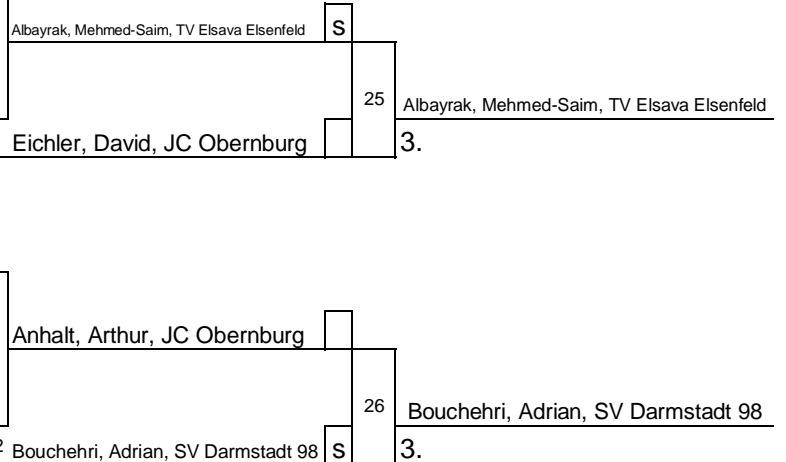 Albayrak, Mehmed-Saim, TV Elsava Elsenfeld S
25 Albayrak, Mehmed-Saim, TV Elsava Elsenfeld
Eichler, David, JC Obernburg 3.
Anhalt, Arthur, JC Obernburg
26 Bouchehri, Adrian, SV Darmstadt 98
2 Bouchehri, Adrian, SV Darmstadt 98 S 3.